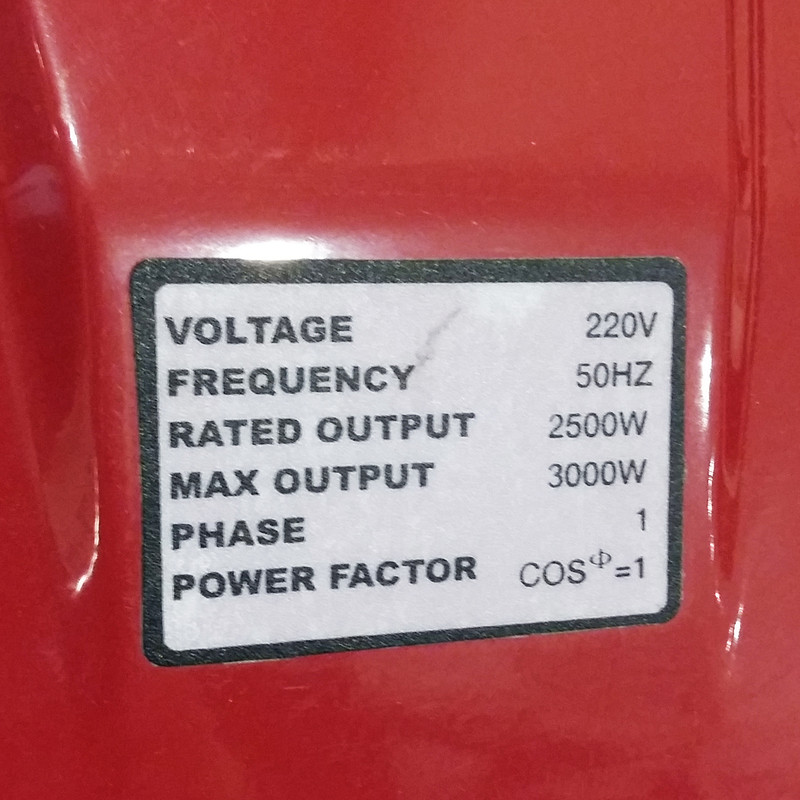 VOLTAGE 220V
FREQUENCY 50HZ
RATED OUTPUT 2500W
MAX OUTPUT 3000W
PHASE 1
POWER FACTOR COSΦ=1